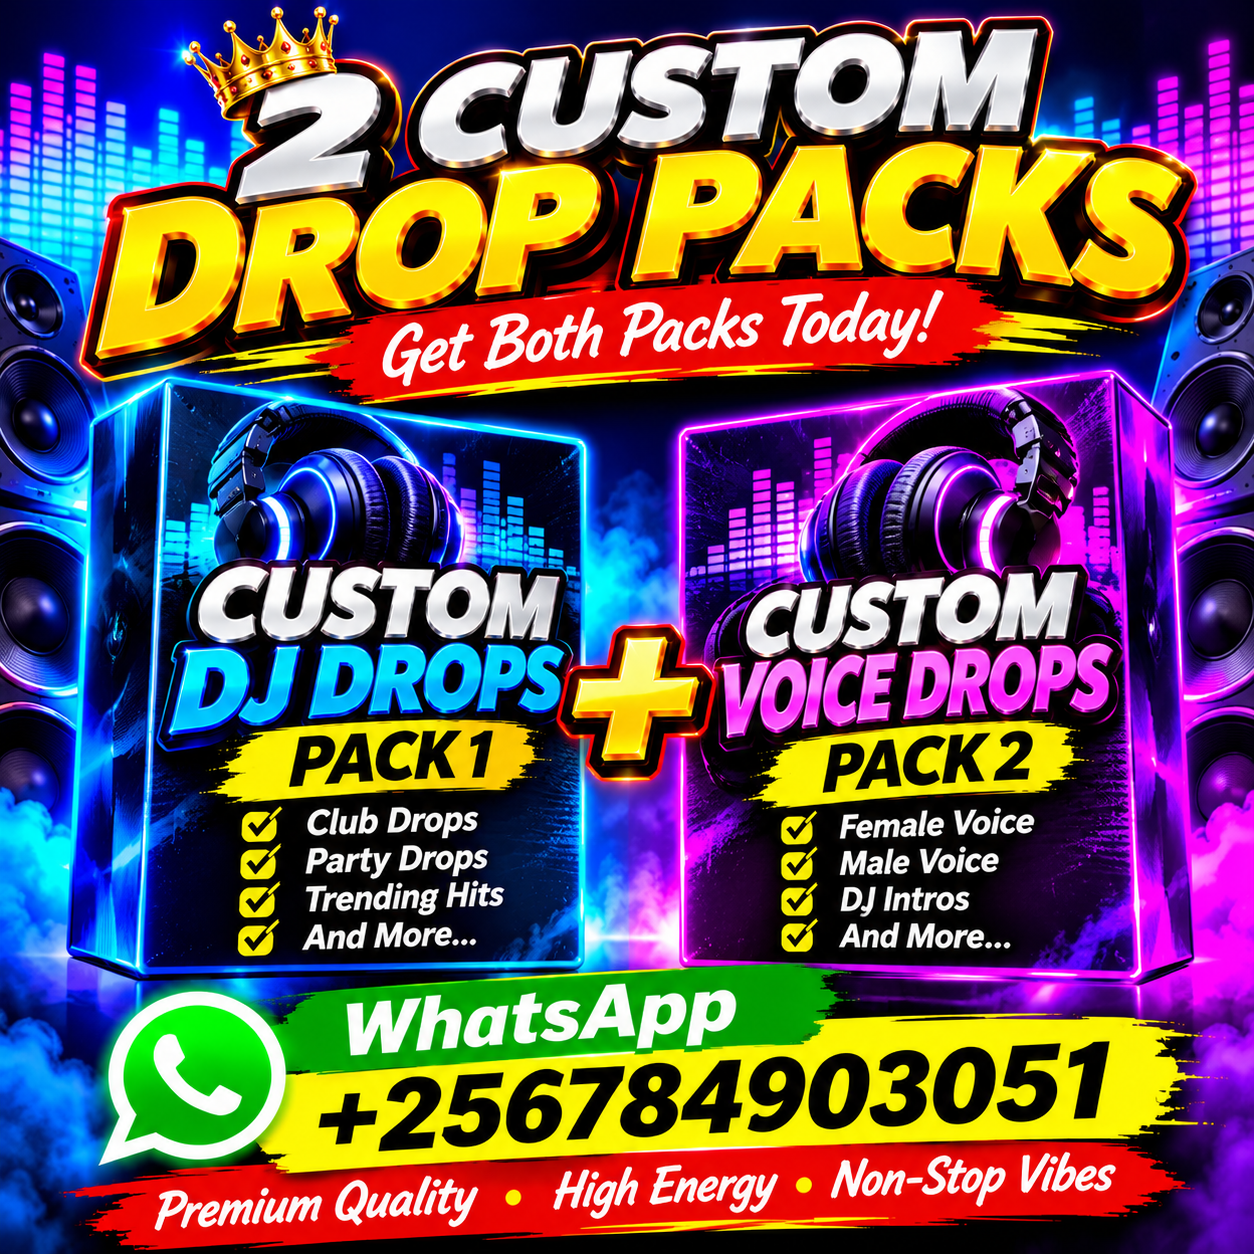 2 CUSTOM
DROP PACKS
Get Both Packs Today!
CUSTOM
DJ DROPS
PACK 1
Club Drops
Party Drops
Trending Hits
And More...
+
CUSTOM
VOICE DROPS
PACK 2
Female Voice
Male Voice
DJ Intros
And More...
WhatsApp
+256784903051
Premium Quality • High Energy • Non-Stop Vibes